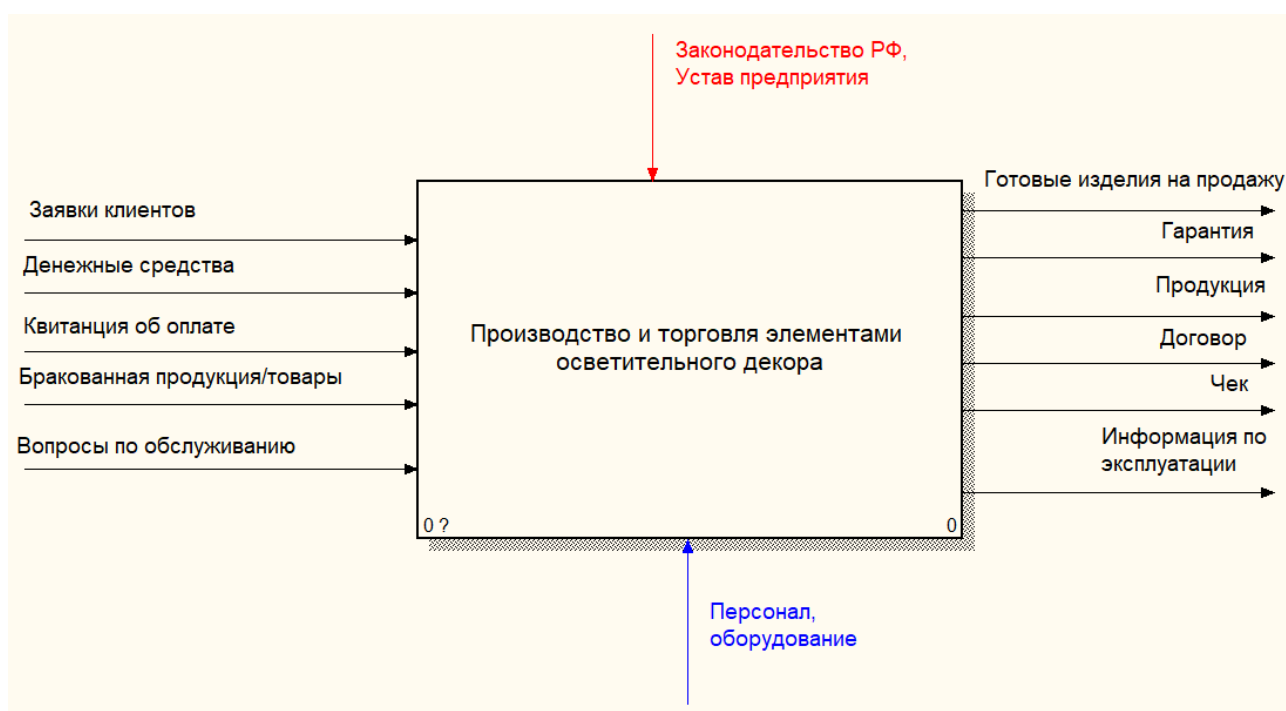 Законодательство РФ,
Устав предприятия
Заявки клиентов
Денежные средства
Квитанция об оплате
Бракованная продукция/товары
Вопросы по обслуживанию
Производство и торговля элементами
осветительного декора
0 ?
0
Готовые изделия на продажу
Гарантия
Продукция
Договор
Чек
Информация по
эксплуатации
Персонал,
оборудование